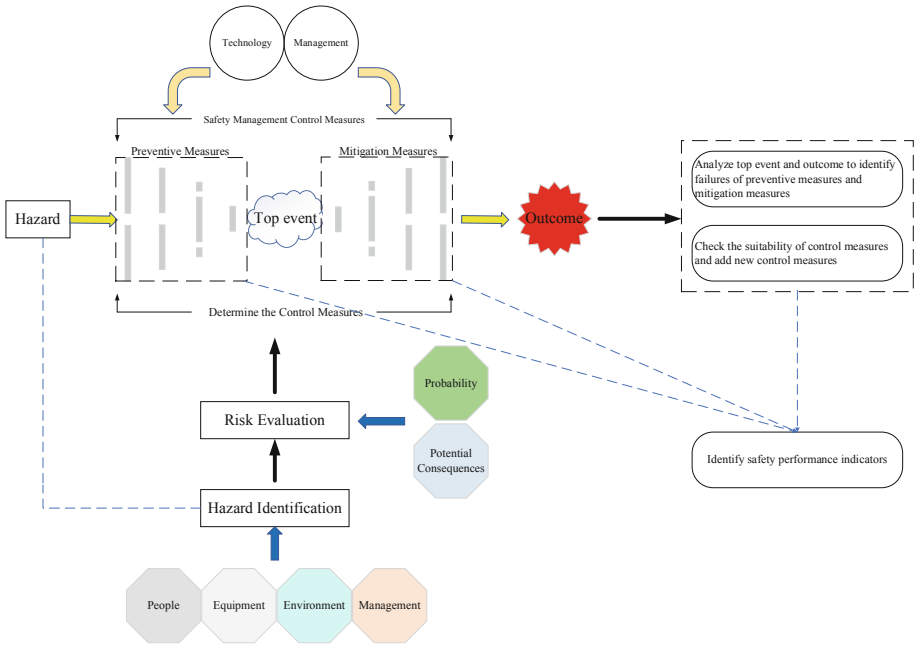 Technology
Management
Safety Management Control Measures
Preventive Measures
Mitigation Measures
Hazard
Top event
Outcome
Analyze top event and outcome to identify
failures of preventive measures and
mitigation measures
Check the suitability of control measures
and add new control measures
Determine the Control Measures
Probability
Risk Evaluation
Potential
Consequences
Identify safety performance indicators
Hazard Identification
People
Equipment
Environment
Management